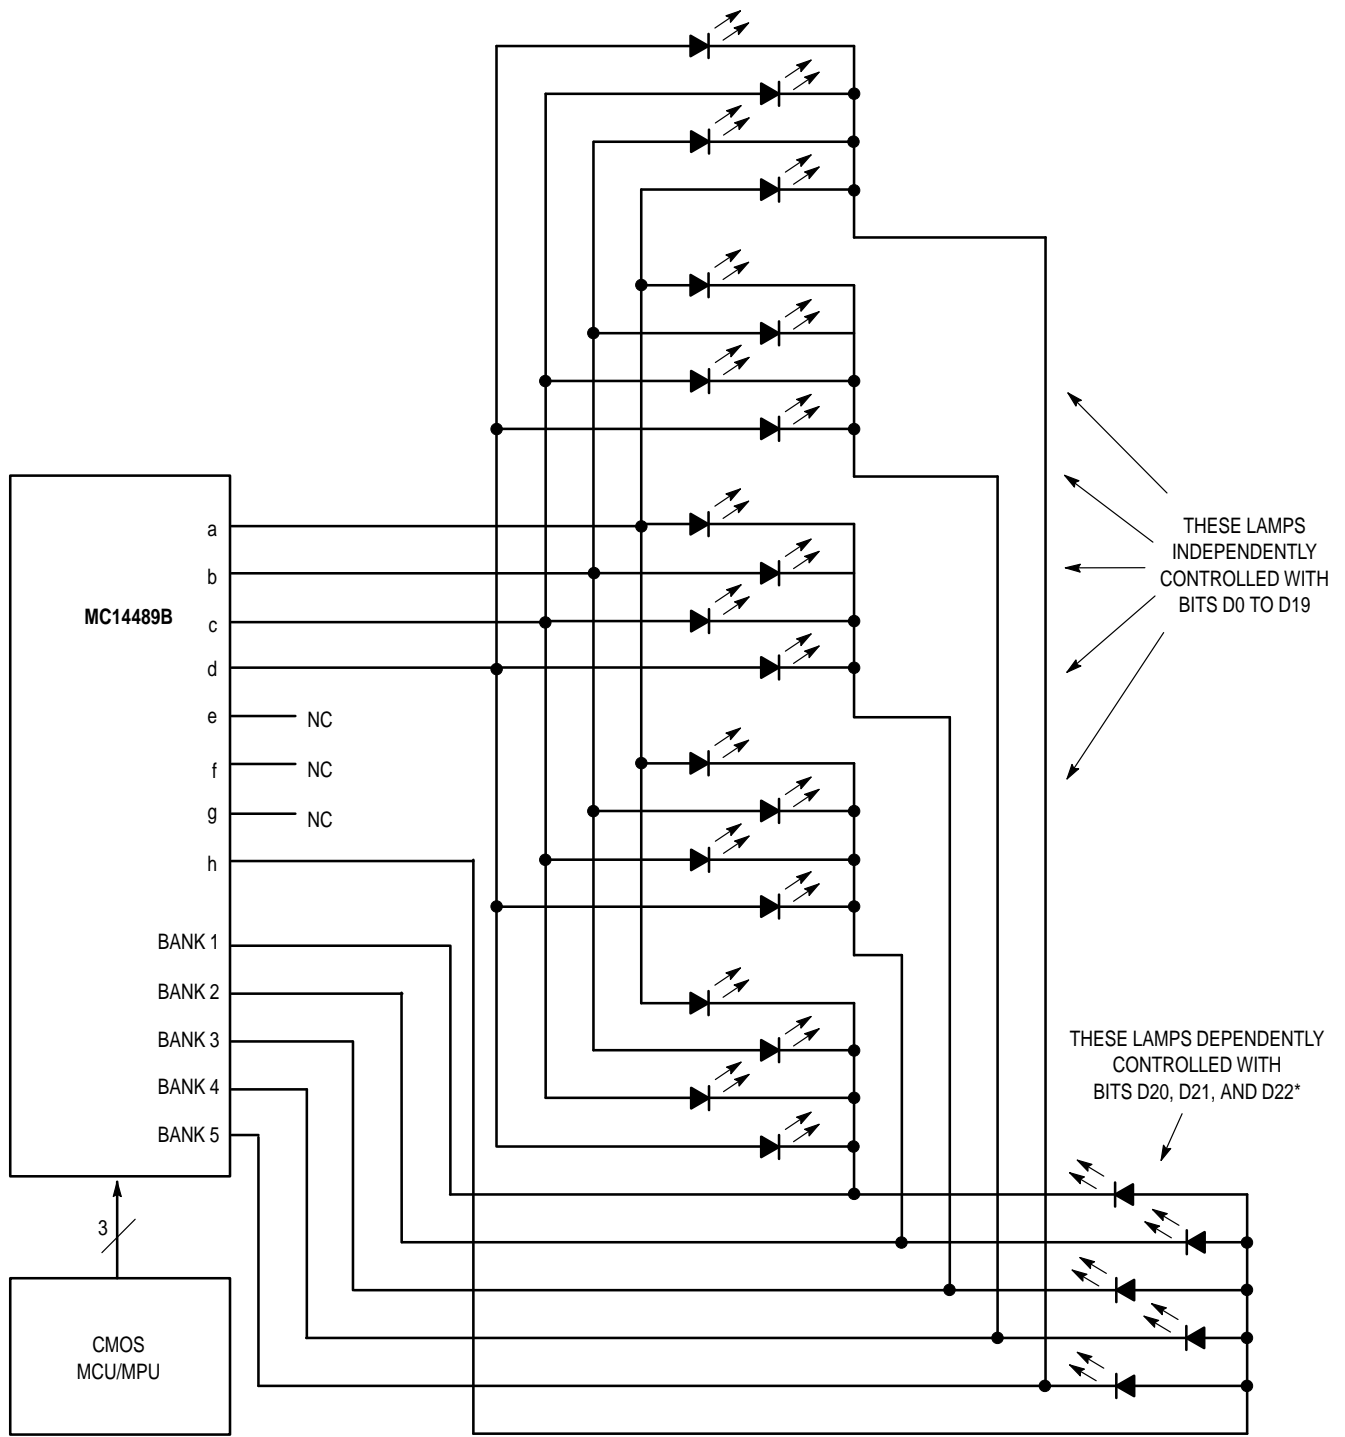 a
b
MC14489B
c
d
e
NC
f
NC
g
NC
h
BANK 1
BANK 2
BANK 3
BANK 4
BANK 5
3
CMOS
MCU/MPU
THESE LAMPS
INDEPENDENTLY
CONTROLLED WITH
BITS D0 TO D19
THESE LAMPS DEPENDENTLY
CONTROLLED WITH
BITS D20, D21, AND D22*